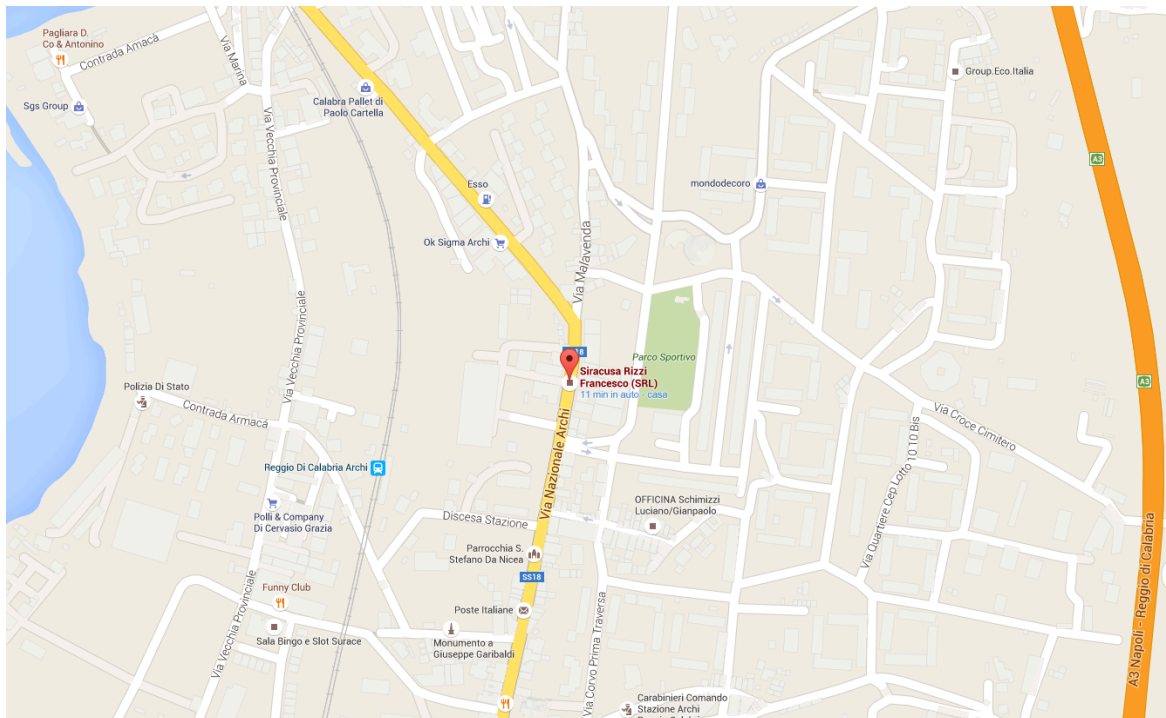 Pagliara D.
Co & Antonino
Contrada Amacà
Via Marina
Sgs Group
Via Vecchia Provinciale
Calabra Pallet di
Paolo Cartella
Group.Eco.Italia
A3
Esso
mondodecoro
Ok Sigma Archi
Via Malavenda
Via Vecchia Provinciale
18
Parco Sportivo
Siracusa Rizzi
Francesco (SRL)
11 min in auto - casa
A3
Polizia Di Stato
Contrada Armacà
Via Nazionale Archi
Via Croce Cimitero
Via Quartiere Cep Lotto 10 10 Bis
Reggio Di Calabria Archi
OFFICINA Schimizzi
Luciano/Gianpaolo
Polli & Company
Di Cervasio Grazia
Discesa Stazione
Parrocchia S.
Stefano Da Nicea
SS18
Funny Club
Poste Italiane
Via Corvo Prima Traversa
Sala Bingo e Slot Surace
Monumento a
Giuseppe Garibaldi
Via Vecchia Provinciale
A3 Napoli - Reggio di Calabria
Carabinieri Comando
Stazione Archi